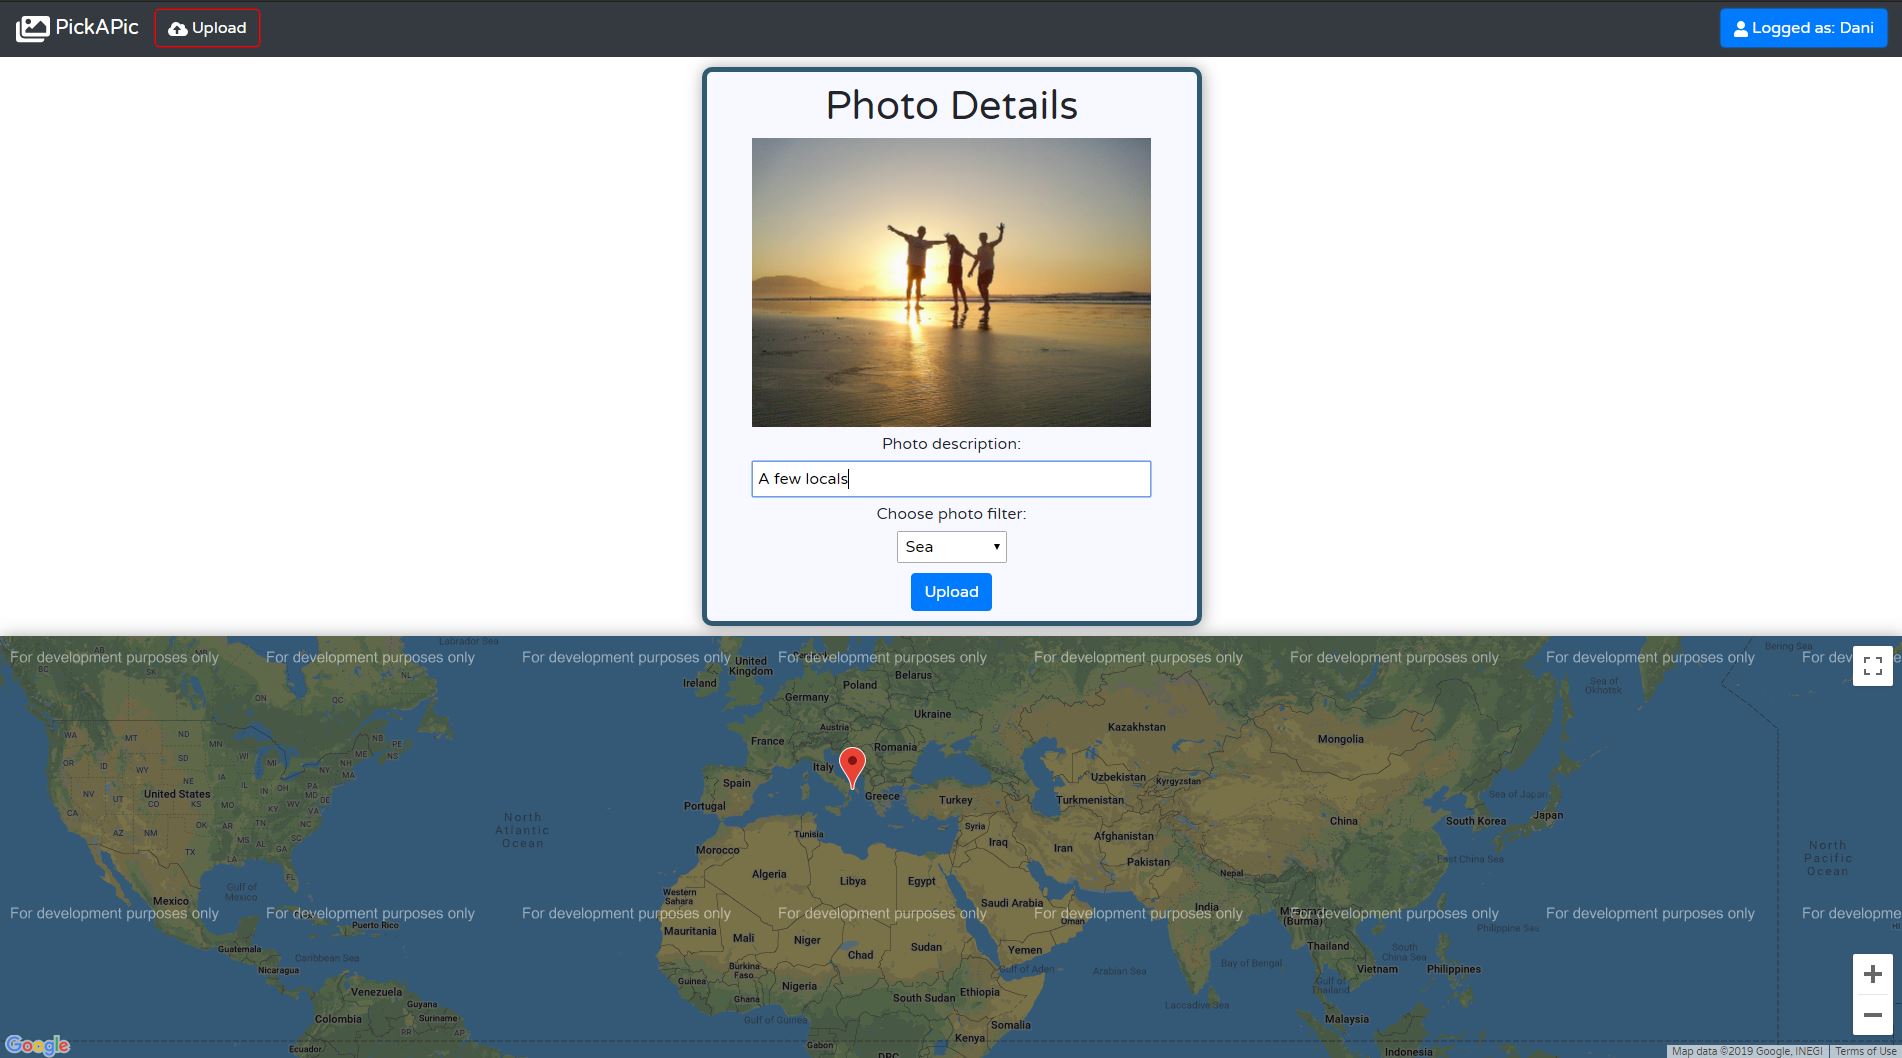 PickAPic
Upload
Logged as: Dani
Photo Details
Photo description:
A few locals
Choose photo filter:
Sea
Upload
Labrador Sea
Bering Sea
For development purposes only
For development purposes only
For development purposes only
For development purposes only
For development purposes only
For development purposes only
For development purposes only
For dev
United
Kingdom
Ireland
Poland
Belarus
Germany
Ukraine
Austria
France
Romania
Italy
Spain
Portugal
Greece
Turkey
Kazakhstan
Mongolia
Uzbekistan
Kyrgyzstan
Turkmenistan
Sea of
Okhotsk
AB
MB
BC
SK
NL
ON
QC
WA
MT
ND
MN
NB
PE
NS
ME
OR
ID
WY
SD
WI
MI
NH
NY
MA
NV
UT
NE
IA
IL
IN
OH
PA
MD
DE
United States
CO
KS
MO
KY
WV
VA
CA
AZ
NM
OK
AR
TN
NC
SC
MS
AL
GA
TX
LA
FL
North
Atlantic
Ocean
Syria
Iraq
Iran
Afghanistan
Pakistan
Nepal
China
South Korea
Japan
Sea of Japan
East China Sea
North
Pacific
Ocean
Tunisia
Morocco
Algeria
Libya
Egypt
Western
Sahara
Saudi Arabia
India
Oman
Gulf of
Mexico
Mexico
For development purposes only
For development purposes only
For development purposes only
For development purposes only
For development purposes only
For development purposes only
For development purposes only
For developme
(Burma)
HI
Puerto Rico
Mauritania
Mali
Niger
Chad
Sudan
Yemen
Thailand
Philippine Sea
Guatemala
Nicaragua
Caribbean Sea
Burkina
Faso
Guinea
Ghana
Nigeria
South Sudan
Ethiopia
Gulf of Aden
Arabian Sea
Bay of Bengal
South
China Sea
Vietnam
Philippines
Gulf of
Thailand
Laccadive Sea
Venezuela
Guyana
Suriname
Colombia
RR
AP
Gulf of Guinea
Somalia
Kenya
Malaysia
Ecuador
Gabon
DRC
Indonesia
Google
Map data ©2019 Google, INEGI
Terms of Use